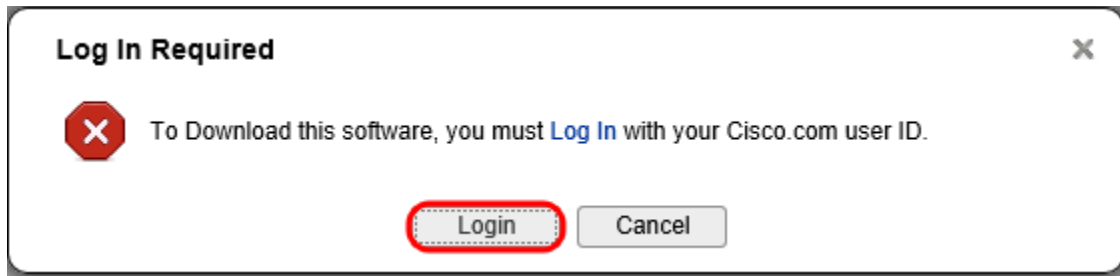 Log In Required
To Download this software, you must Log In with your Cisco.com user ID.
Login
Cancel